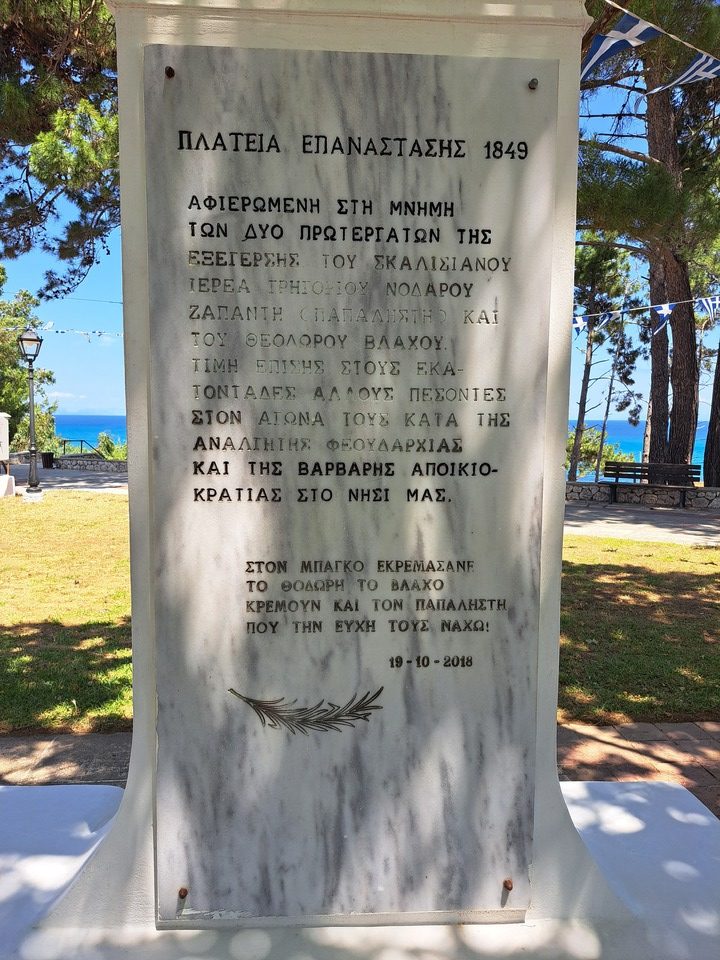 ΠΛΑΤΕΙΑ ΕΠΑΝΑΣΤΑΣΗΣ 1849
ΑΦΙΕΡΩΜΕΝΗ ΣΤΗ ΜΝΗΜΗ
ΤΩΝ ΔΥΟ ΠΡΩΤΕΡΓΑΤΩΝ ΤΗΣ
ΕΞΕΓΕΡΣΗΣ ΤΟΥ ΣΚΑΛΙΣΙΑΝΟΥ
ΙΕΡΕΑ ΓΡΗΓΟΡΙΟΥ ΝΟΔΑΡΟΥ
ΖΑΠΑΝΤΗ (ΠΑΠΑΛΗΣΤΗ) ΚΑΙ
ΤΟΥ ΘΕΟΔΩΡΟΥ ΒΛΑΧΟΥ.
ΤΙΜΗ ΕΠΙΣΗΣ ΣΤΟΥΣ ΕΚΑ-
ΤΟΝΤΑΔΕΣ ΑΛΛΟΥΣ ΠΕΣΟΝΤΕΣ
ΣΤΟΝ ΑΓΩΝΑ ΤΟΥΣ ΚΑΤΑ ΤΗΣ
ΑΝΑΛΓΗΤΗΣ ΦΕΟΥΔΑΡΧΙΑΣ
ΚΑΙ ΤΗΣ ΒΑΡΒΑΡΗΣ ΑΠΟΙΚΙΟ-
ΚΡΑΤΙΑΣ ΣΤΟ ΝΗΣΙ ΜΑΣ.
ΣΤΟΝ ΜΠΑΓΚΟ ΕΚΡΕΜΑΣΑΝΕ
ΤΟ ΘΟΔΩΡΗ ΤΟ ΒΛΑΧΟ
ΚΡΕΜΟΥΝ ΚΑΙ ΤΟΝ ΠΑΠΑΛΗΣΤΗ
ΠΟΥ ΤΗΝ ΕΥΧΗ ΤΟΥΣ ΝΑΧΩ!
19-10-2018